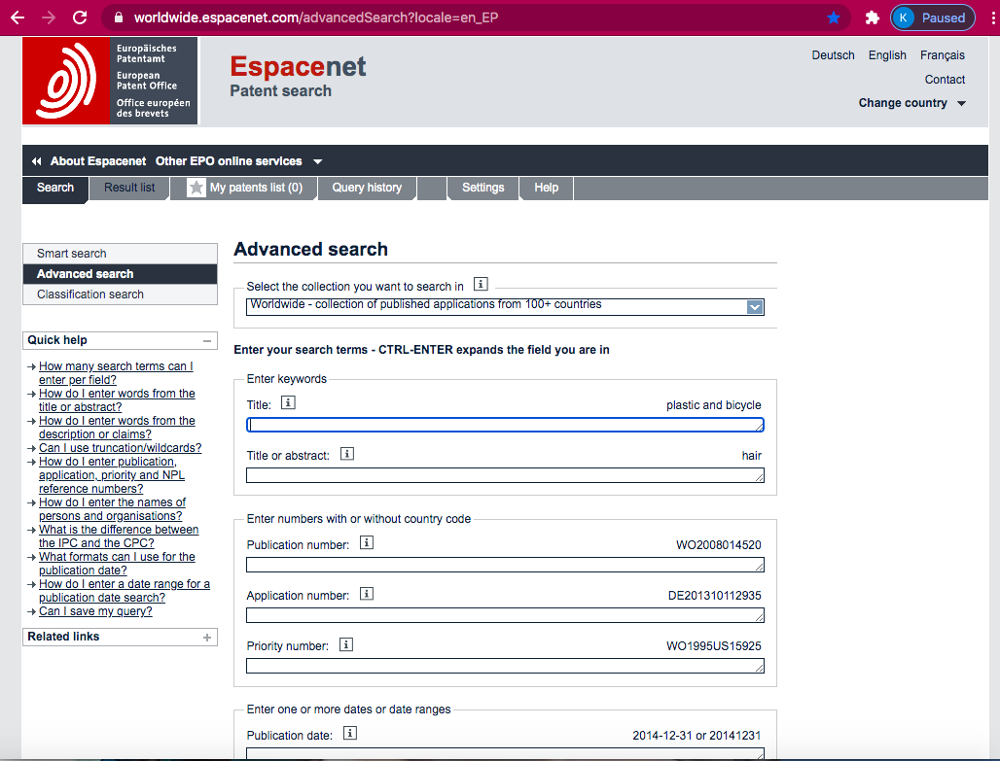 worldwide.espacenet.com/advancedSearch?locale=en_EP
K Paused
Europäisches
Patentamt
European
Patent Office
Office européen
des brevets
Espacenet
Patent search
Deutsch English Français
Contact
Change country
About Espacenet Other EPO online services
Search Result list My patents list (0) Query history Settings Help
Smart search
Advanced search
Classification search
Quick help
How many search terms can I
enter per field?
How do I enter words from the
title or abstract?
How do I enter words from the
description or claims?
Can I use truncation/wildcards?
How do I enter publication,
application, priority and NPL
reference numbers?
How do I enter the names of
persons and organisations?
What is the difference between
the IPC and the CPC?
What formats can I use for the
publication date?
How do I enter a date range for a
publication date search?
Can I save my query?
Related links
Advanced search
Select the collection you want to search in i
Worldwide - collection of published applications from 100+ countries
Enter your search terms - CTRL-ENTER expands the field you are in
Enter keywords
Title: i plastic and bicycle
Title or abstract: i hair
Enter numbers with or without country code
Publication number: i WO2008014520
Application number: i DE201310112935
Priority number: i WO1995US15925
Enter one or more dates or date ranges
Publication date: i 2014-12-31 or 20141231